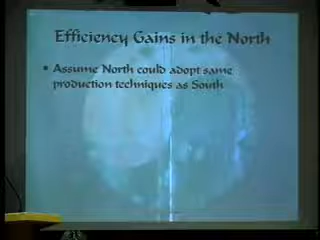 Efficiency Gains in the North
• Assume North could adopt same
production techniques as South